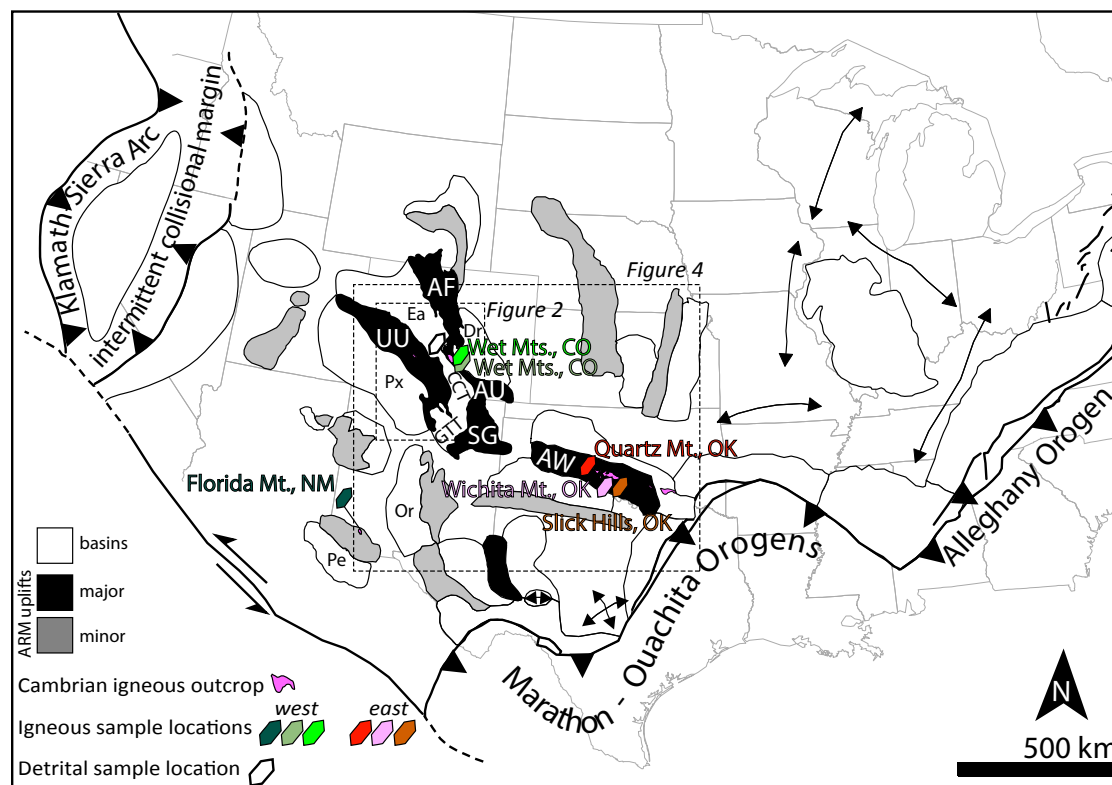 Klamath-Sierra Arc
intermittent collisional margin
Figure 4
Figure 2
AF
Ea
Dr
UU
Wet Mts., CO
Wet Mts., CO
Px
CCT
AU
GTT
SG
AW
Quartz Mt., OK
Florida Mt., NM
Wichita Mt., OK
Or
Slick Hills, OK
Pe
Alleghany Orogen
Marathon - Ouachita Orogens
ARM uplifts
basins
major
minor
Cambrian igneous outcrop
west east
Igneous sample locations
Detrital sample location
N
500 km